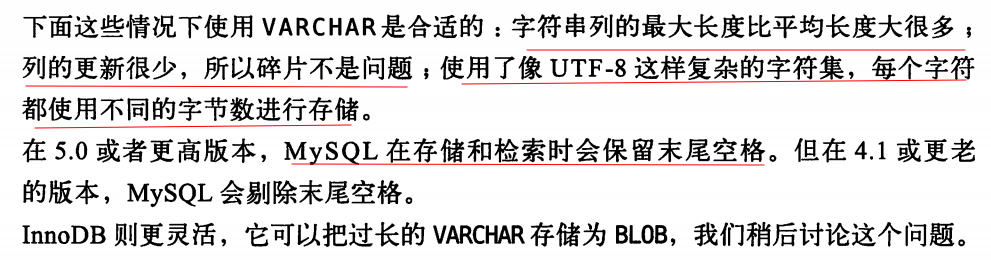 下面这些情况下使用 VARCHAR 是合适的：字符串列的最大长度比平均长度大很多；
列的更新很少，所以碎片不是问题；使用了像 UTF-8 这样复杂的字符集，每个字符
都使用不同的字节数进行存储。
在 5.0 或者更高版本，MySQL 在存储和检索时会保留末尾空格。但在 4.1 或更老
的版本，MySQL 会剔除末尾空格。
InnoDB 则更灵活，它可以把过长的 VARCHAR 存储为 BLOB，我们稍后讨论这个问题。